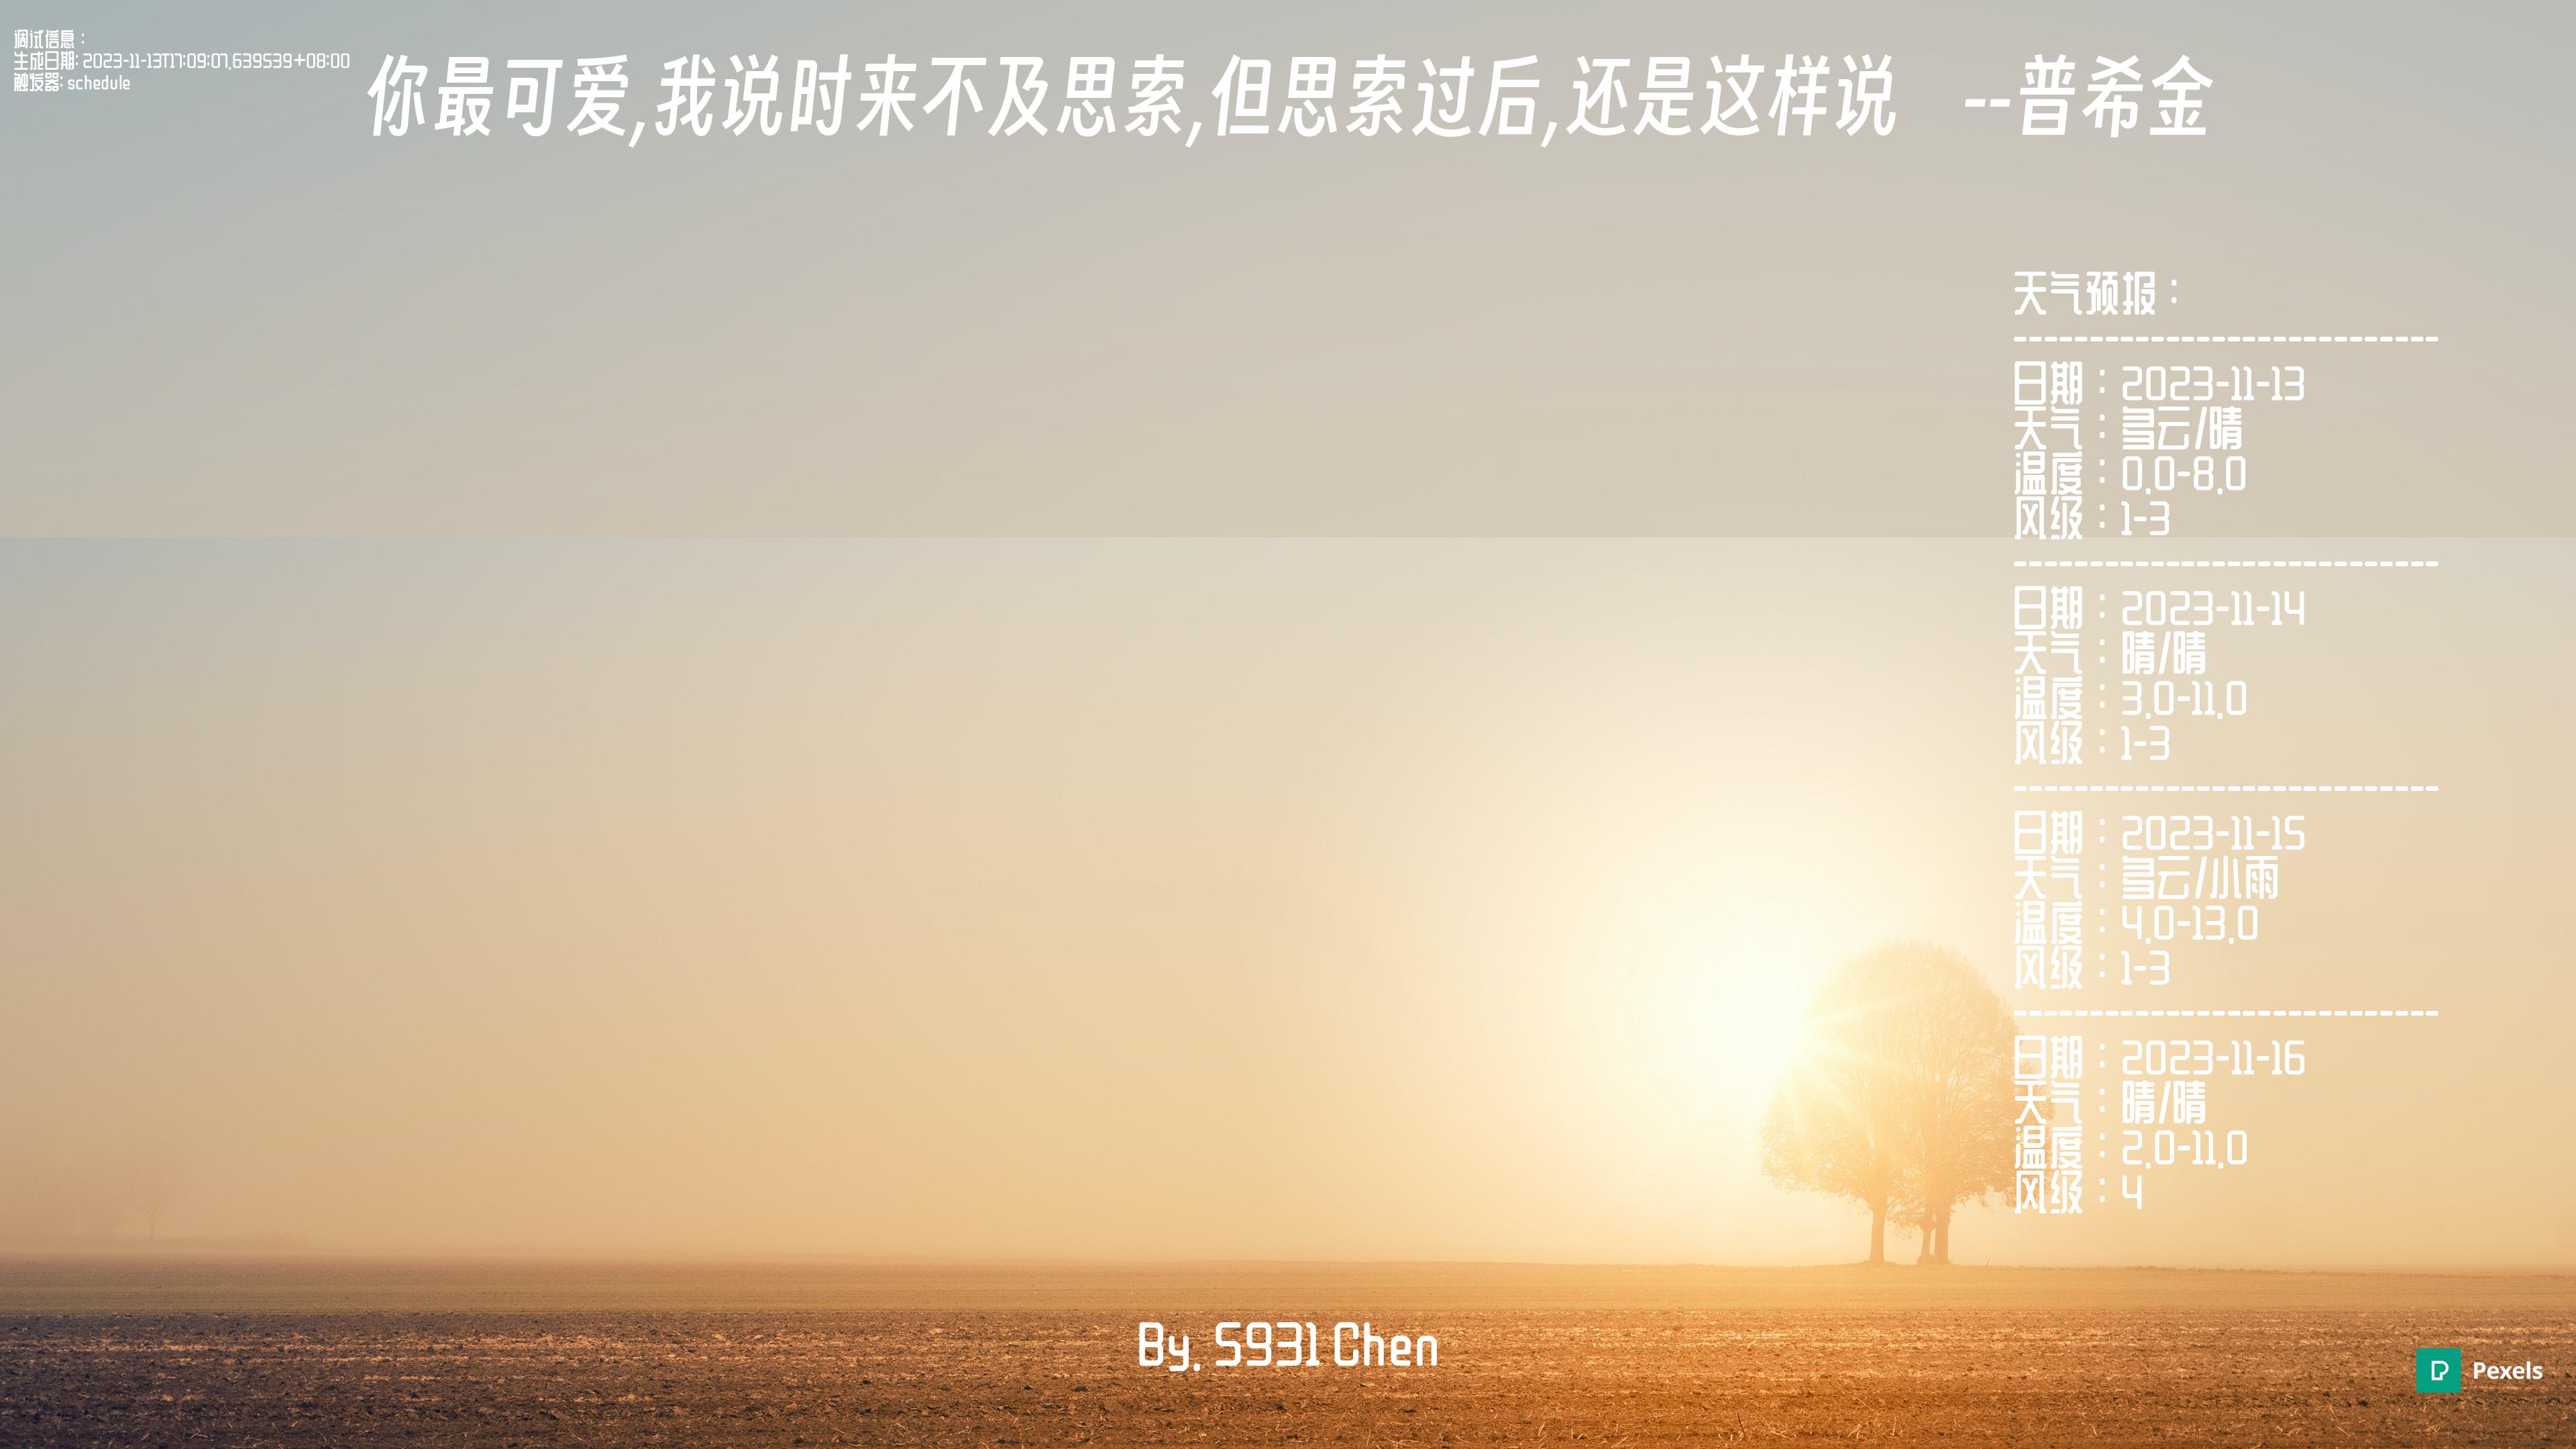 调试信息：
生成日期: 2023-11-13T17:09:07.639539+08:00
触发器: schedule
你最可爱,我说时来不及思索,但思索过后,还是这样说　--普希金
天气预报：
----------------------------
日期：2023-11-13
天气：多云/晴
温度：0.0-8.0
风级：1-3
----------------------------
日期：2023-11-14
天气：晴/晴
温度：3.0-11.0
风级：1-3
----------------------------
日期：2023-11-15
天气：多云/小雨
温度：4.0-13.0
风级：1-3
----------------------------
日期：2023-11-16
天气：晴/晴
温度：2.0-11.0
风级：4
By. 5931 Chen
Pexels